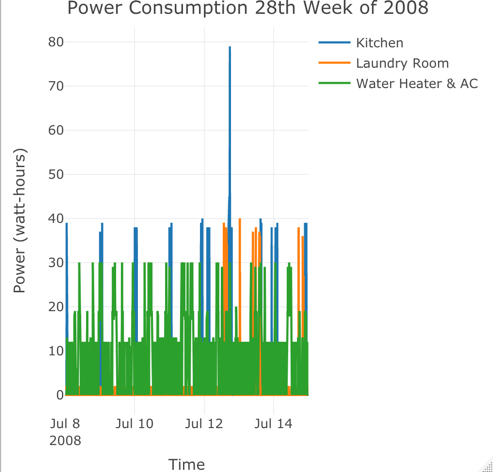 Power Consumption 28th Week of 2008
Kitchen
Laundry Room
Water Heater & AC
80
70
60
50
40
30
20
10
0
Power (watt-hours)
Jul 8
2008
Jul 10
Jul 12
Jul 14
Time